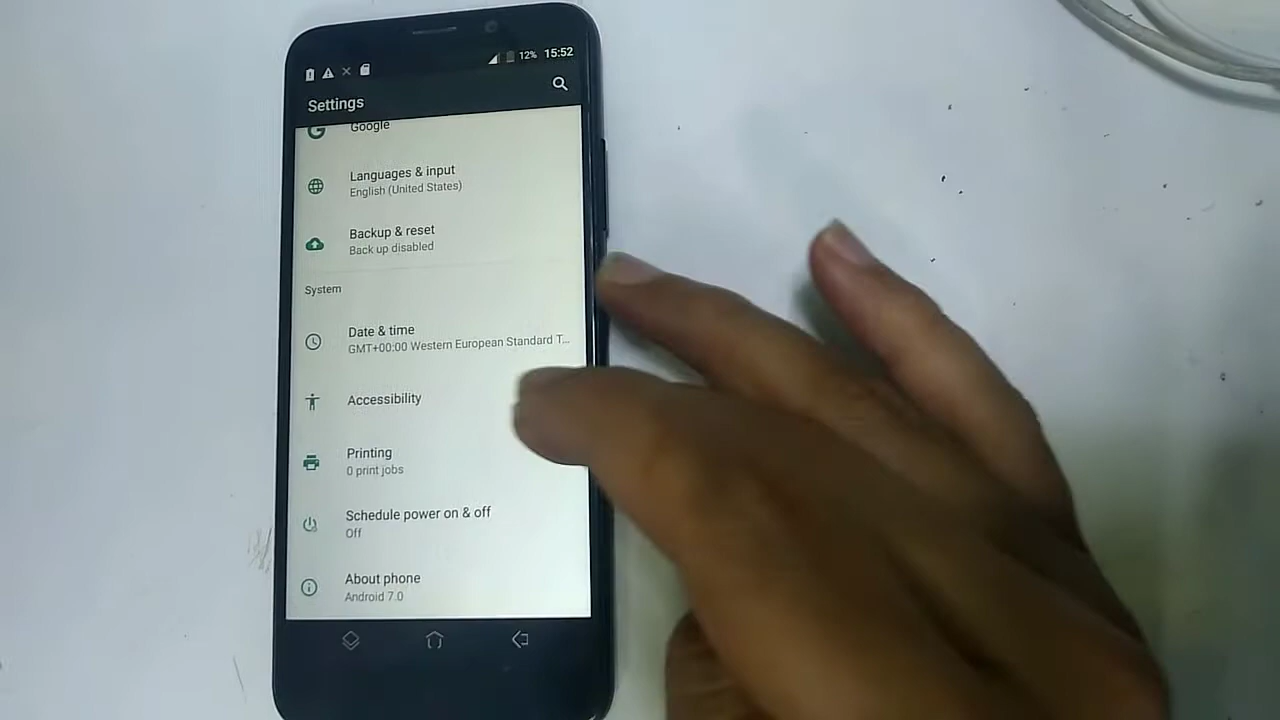 12% 15:52
Settings
Google
Languages & input
English (United States)
Backup & reset
Back up disabled
System
Date & time
GMT+00:00 Western European Standard T...
Accessibility
Printing
0 print jobs
Schedule power on & off
Off
About phone
Android 7.0